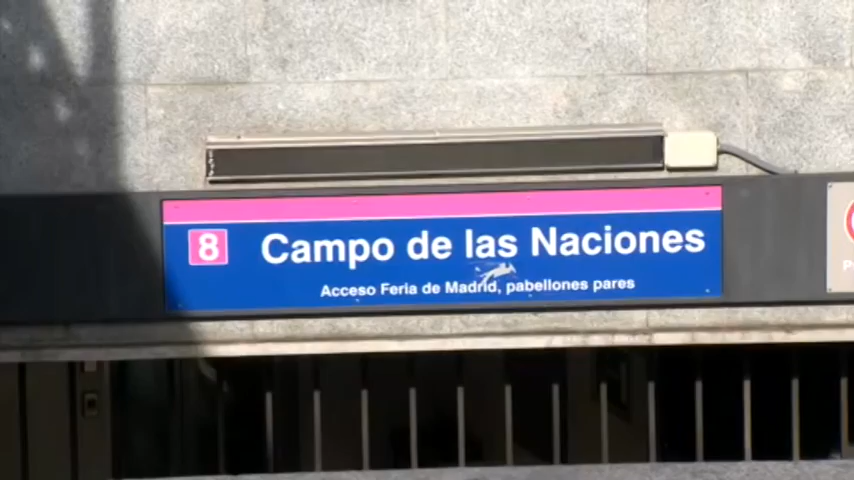 8 Campo de las Naciones
Acceso Feria de Madrid, pabellones pares